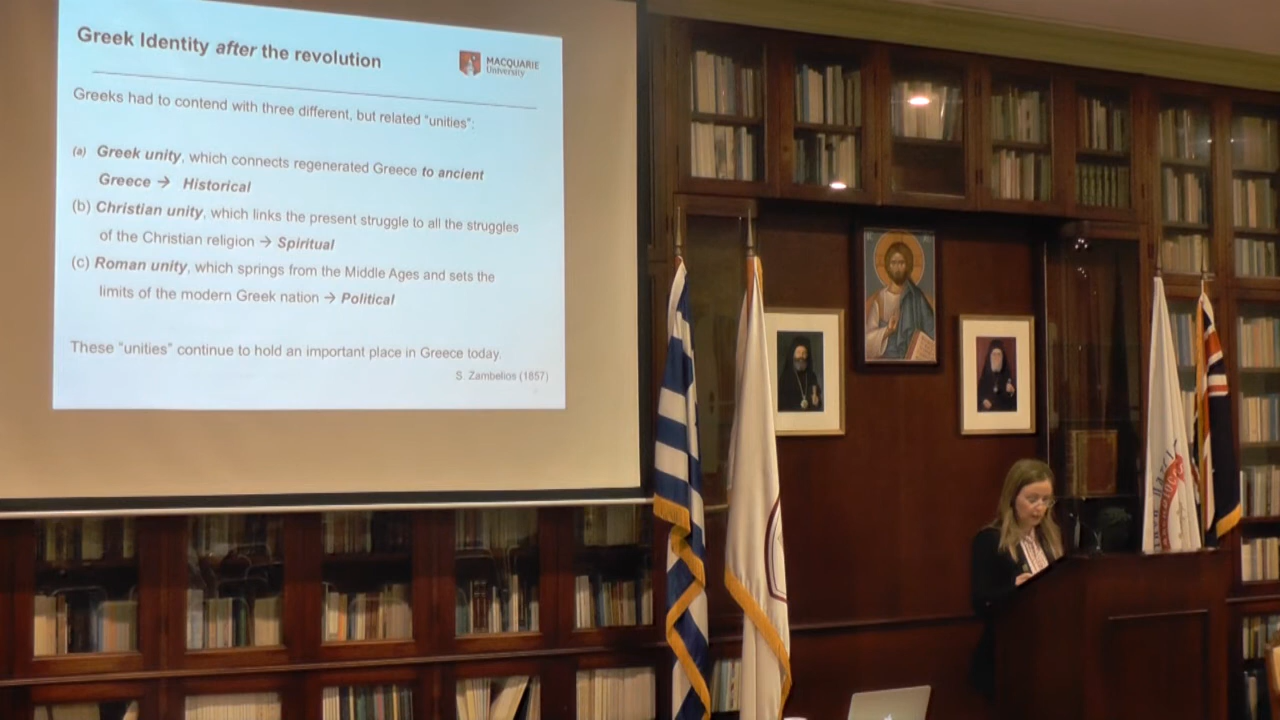 Greek Identity after the revolution
MACQUARIE
University
Greeks had to contend with three different, but related "unities":
(a) Greek unity, which connects regenerated Greece to ancient
Greece → Historical
(b) Christian unity, which links the present struggle to all the struggles
of the Christian religion → Spiritual
(c) Roman unity, which springs from the Middle Ages and sets the
limits of the modern Greek nation → Political
These "unities" continue to hold an important place in Greece today.
S. Zambelios (1857)